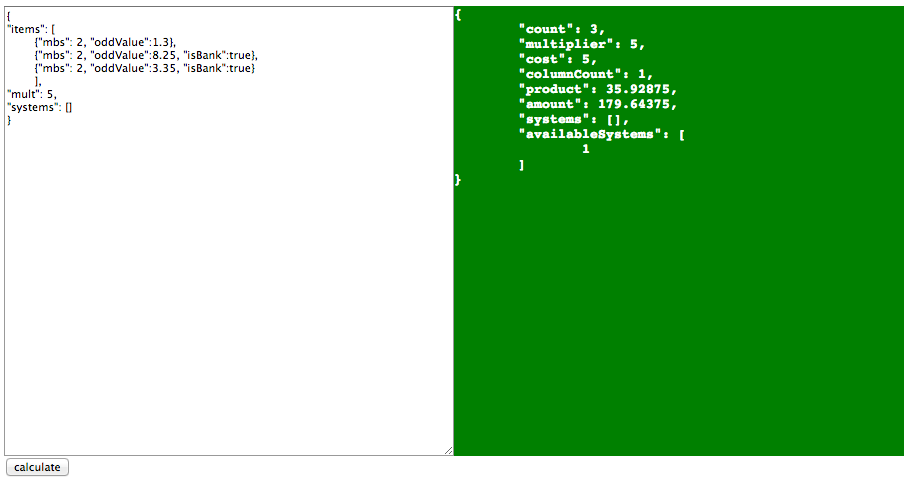 {
"items": [
{"mbs": 2, "oddValue":1.3},
{"mbs": 2, "oddValue":8.25, "isBank":true},
{"mbs": 2, "oddValue":3.35, "isBank":true}
],
"mult": 5,
"systems": []
}
{
"count": 3,
"multiplier": 5,
"cost": 5,
"columnCount": 1,
"product": 35.92875,
"amount": 179.64375,
"systems": [],
"availableSystems": [
1
]
}
calculate